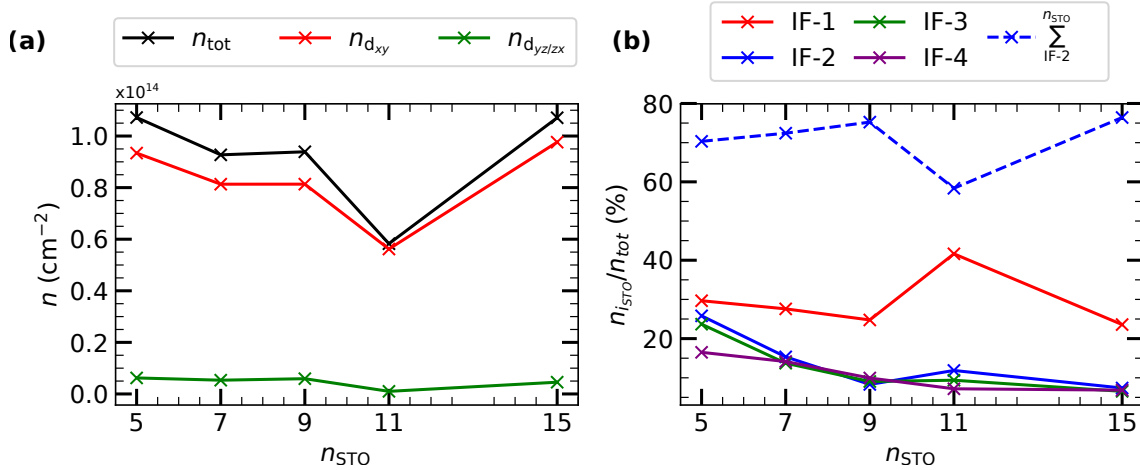 (a)
n_tot
n_d_xy
n_d_yz/zx
x10^14
1.0
0.8
0.6
0.4
0.2
0.0
n (cm^−2)
5 7 9 11 15
n_STO
(b)
IF-1
IF-2
IF-3
IF-4
n_STO
∑
IF-2
80
60
40
20
n_i_STO/n_tot (%)
5 7 9 11 15
n_STO